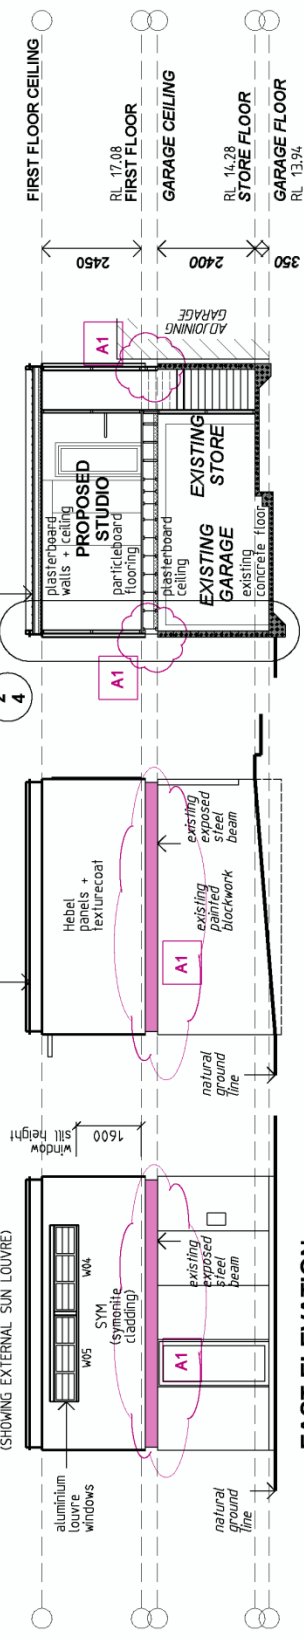 (SHOWING EXTERNAL SUN LOUVRE)
aluminium
louvre
windows
W05
W04
SYM
(symonite
cladding)
window
sill height
1600
A1
existing
exposed
steel
beam
natural
ground
line
EAST ELEVATION
Hebel
panels +
texturecoat
A1
existing
exposed
steel
beam
existing
painted
blockwork
natural
ground
line
2
4
A1
A1
plasterboard
walls + ceiling
PROPOSED
STUDIO
particleboard
flooring
plasterboard
ceiling
EXISTING
GARAGE
EXISTING
STORE
existing
concrete floor
ADJOINING
GARAGE
2450
2400
350
FIRST FLOOR CEILING
RL 17.08
FIRST FLOOR
GARAGE CEILING
RL 14.28
STORE FLOOR
GARAGE FLOOR
RL 13.94